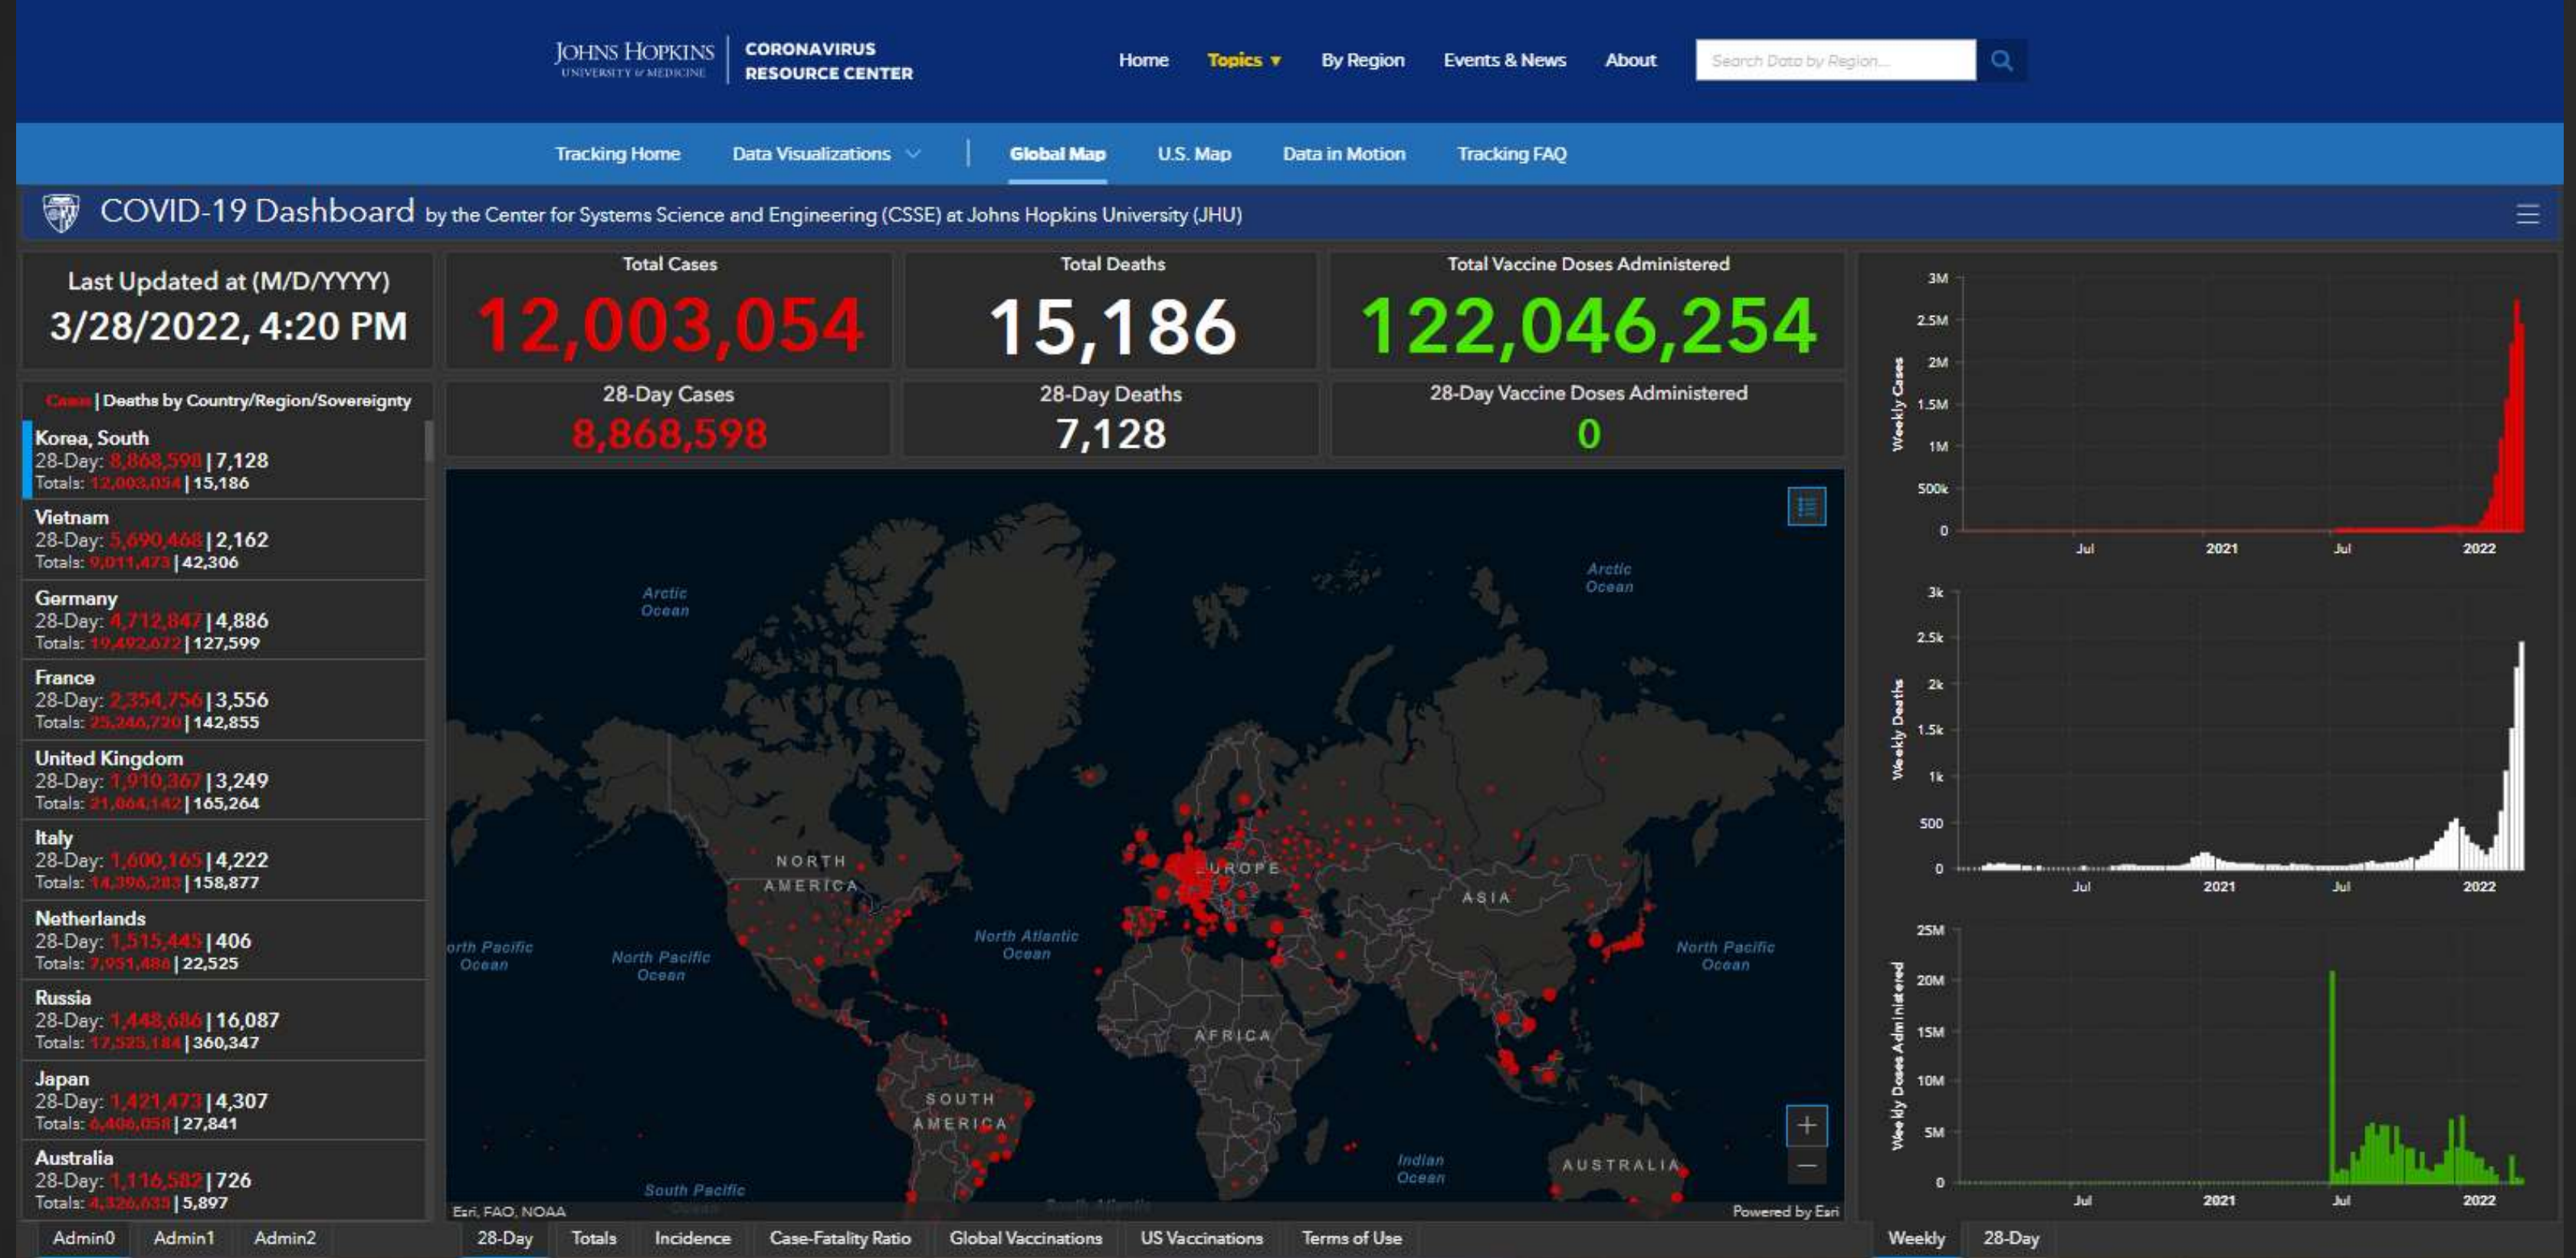 JOHNS HOPKINS
UNIVERSITY & MEDICINE
CORONAVIRUS
RESOURCE CENTER
Home
Topics ▼
By Region
Events & News
About
Search Data by Region...
Tracking Home
Data Visualizations
Global Map
U.S. Map
Data in Motion
Tracking FAQ
COVID-19 Dashboard by the Center for Systems Science and Engineering (CSSE) at Johns Hopkins University (JHU)
Last Updated at (M/D/YYYY)
3/28/2022, 4:20 PM
Total Cases
12,003,054
Total Deaths
15,186
Total Vaccine Doses Administered
122,046,254
28-Day Cases
8,868,598
28-Day Deaths
7,128
28-Day Vaccine Doses Administered
0
Cases | Deaths by Country/Region/Sovereignty
Korea, South
28-Day: 8,868,598 | 7,128
Totals: 12,003,054 | 15,186
Vietnam
28-Day: 5,690,468 | 2,162
Totals: 9,011,473 | 42,306
Germany
28-Day: 4,712,847 | 4,886
Totals: 19,492,672 | 127,599
France
28-Day: 2,354,756 | 3,556
Totals: 25,246,720 | 142,855
United Kingdom
28-Day: 1,910,367 | 3,249
Totals: 21,064,142 | 165,264
Italy
28-Day: 1,600,165 | 4,222
Totals: 14,396,283 | 158,877
Netherlands
28-Day: 1,515,445 | 406
Totals: 7,951,486 | 22,525
Russia
28-Day: 1,448,686 | 16,087
Totals: 17,525,184 | 360,347
Japan
28-Day: 1,421,473 | 4,307
Totals: 6,406,058 | 27,841
Australia
28-Day: 1,116,582 | 726
Totals: 4,326,635 | 5,897
Admin0
Admin1
Admin2
Arctic
Ocean
Arctic
Ocean
NORTH
AMERICA
EUROPE
ASIA
orth Pacific
Ocean
North Pacific
Ocean
North Atlantic
Ocean
North Pacific
Ocean
AFRICA
SOUTH
AMERICA
Indian
Ocean
AUSTRALIA
South Pacific
Ocean
South Atlantic
Esri, FAO, NOAA
Powered by Esri
28-Day
Totals
Incidence
Case-Fatality Ratio
Global Vaccinations
US Vaccinations
Terms of Use
Weekly Cases
3M
2.5M
2M
1.5M
1M
500k
0
Jul
2021
Jul
2022
Weekly Deaths
3k
2.5k
2k
1.5k
1k
500
0
Jul
2021
Jul
2022
Weekly Doses Administered
25M
20M
15M
10M
5M
0
Jul
2021
Jul
2022
Weekly
28-Day